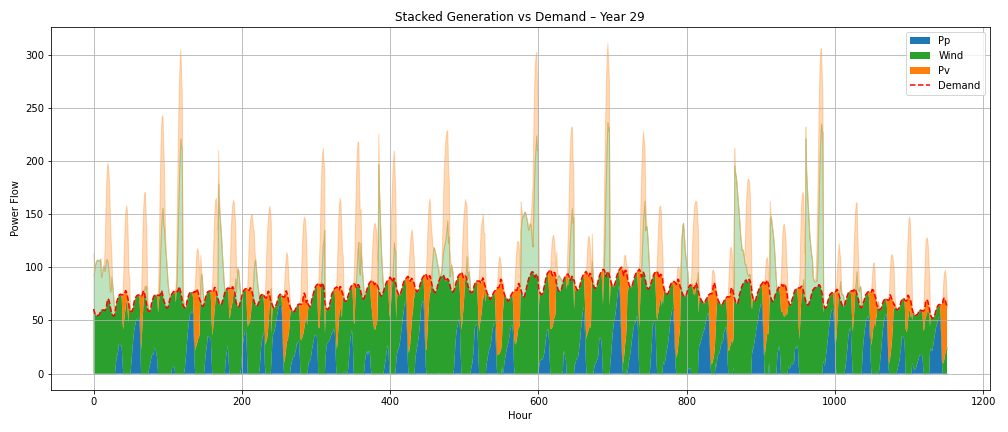 Stacked Generation vs Demand – Year 29
Power Flow
300
250
200
150
100
50
0
0 200 400 600 800 1000 1200
Hour
Pp
Wind
Pv
Demand